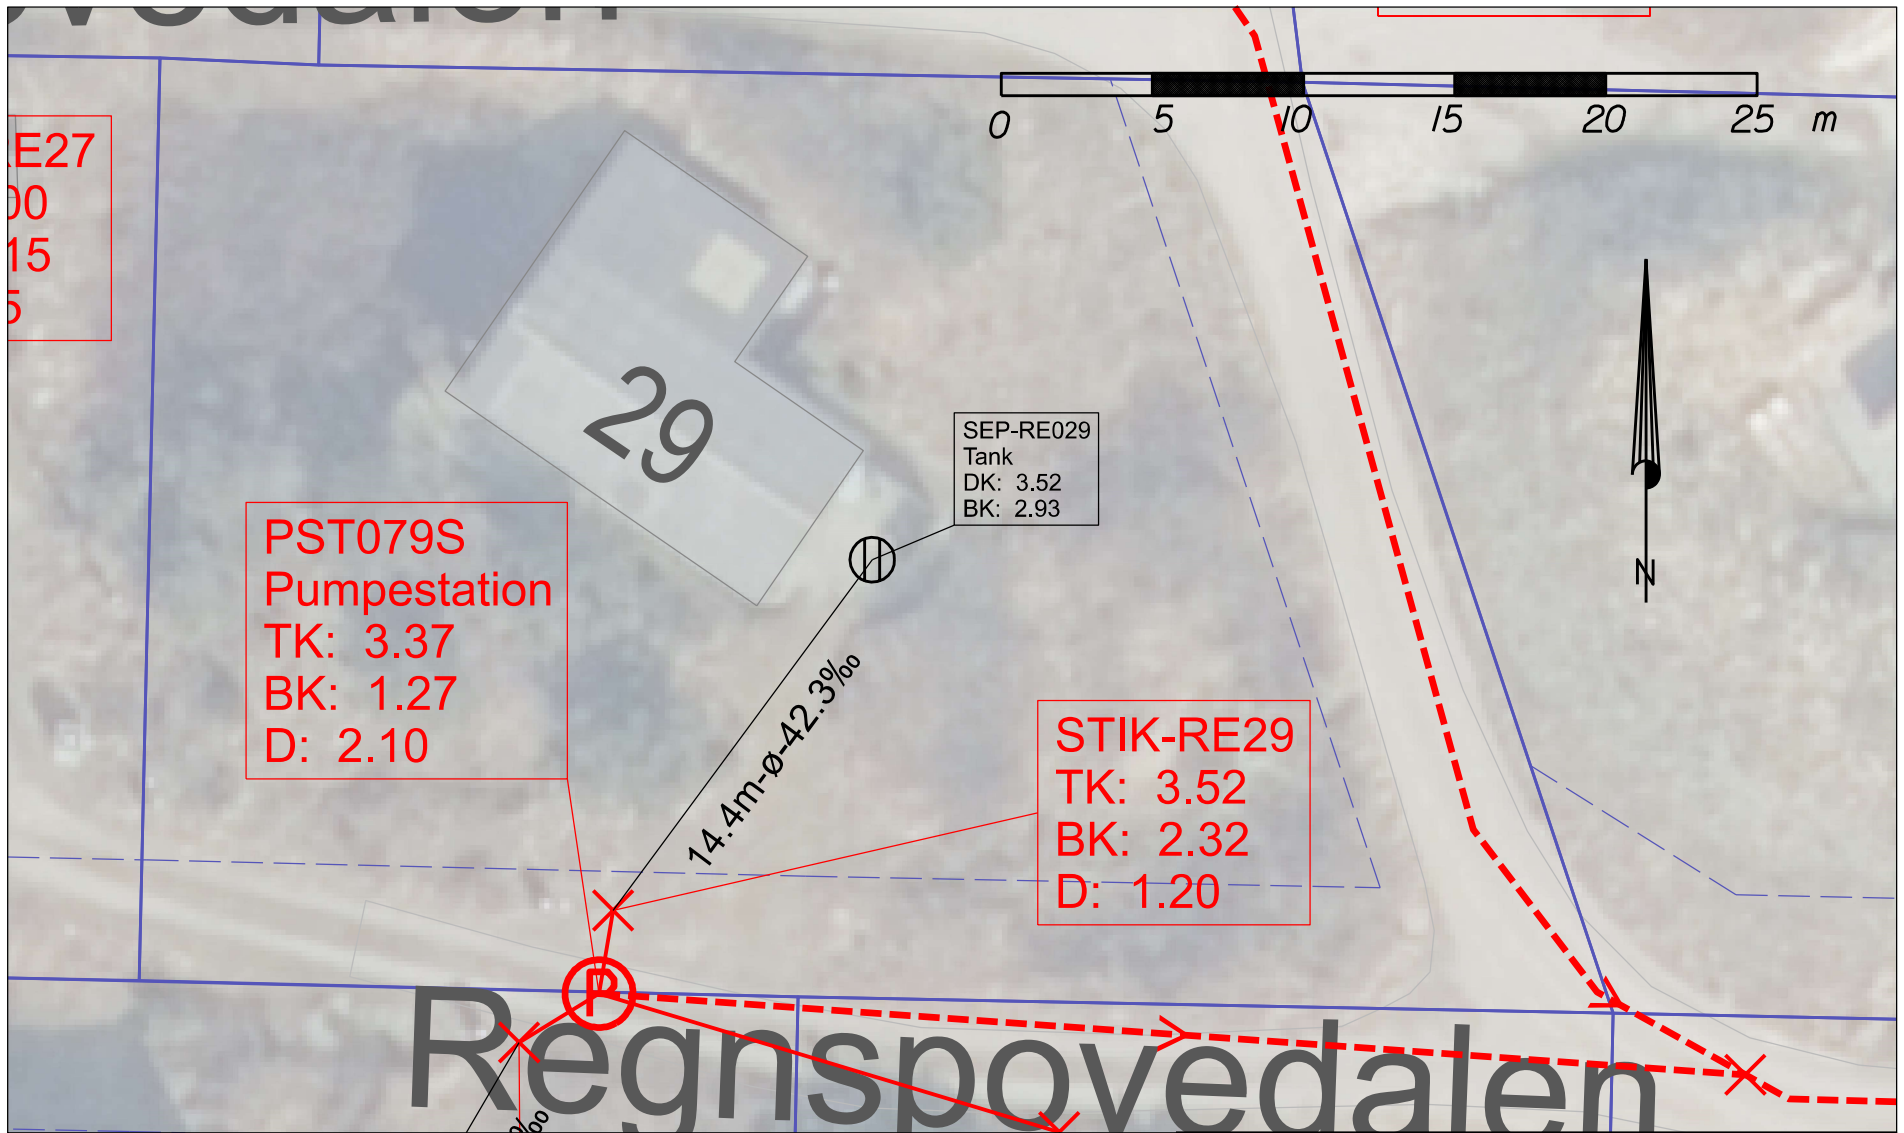 0 5 10 15 20 25 m
E27
00
15
5
29
SEP-RE029
Tank
DK: 3.52
BK: 2.93
PST079S
Pumpestation
TK: 3.37
BK: 1.27
D: 2.10
N
14.4m-ø-42.3‰
STIK-RE29
TK: 3.52
BK: 2.32
D: 1.20
P
Regnspovedalen